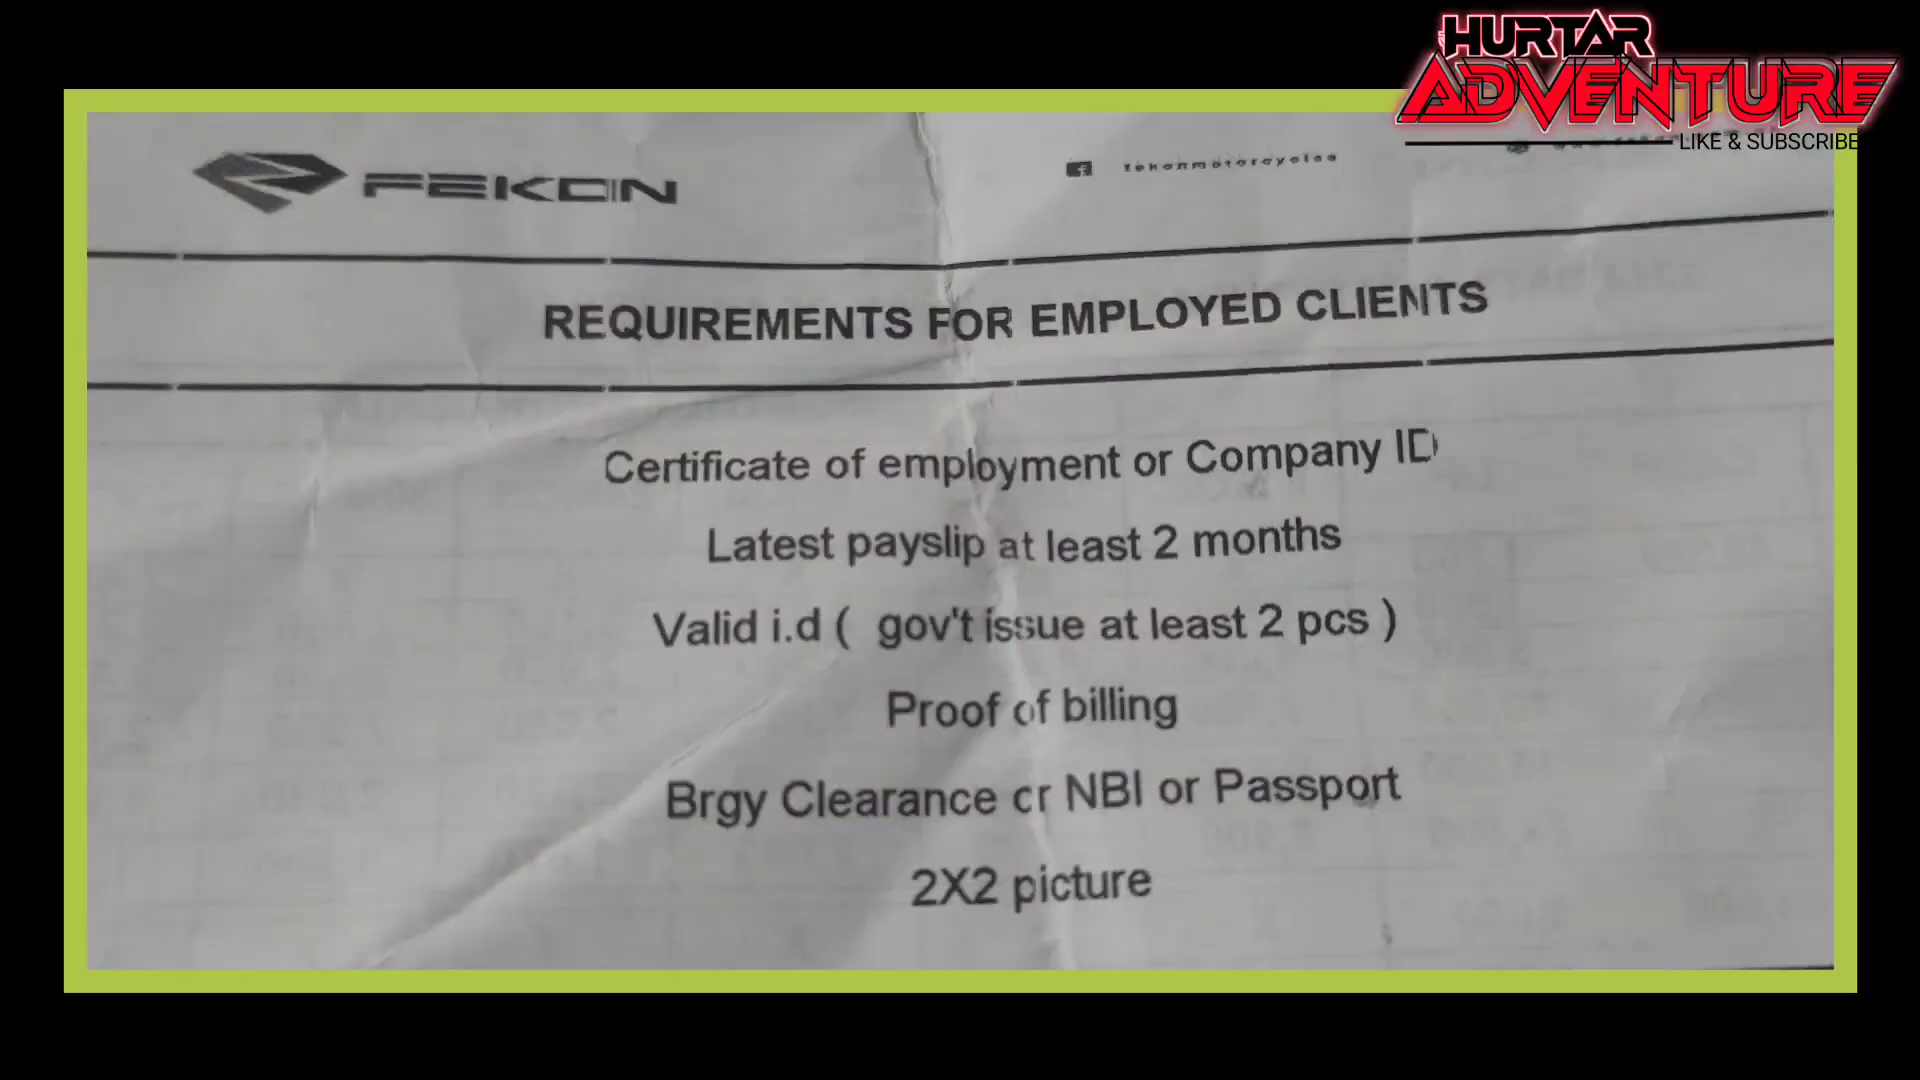 HURTAR
ADVENTURE
LIKE & SUBSCRIBE
FEKON
fekonmotorcycles
REQUIREMENTS FOR EMPLOYED CLIENTS
Certificate of employment or Company ID
Latest payslip at least 2 months
Valid i.d ( gov't issue at least 2 pcs )
Proof of billing
Brgy Clearance or NBI or Passport
2X2 picture